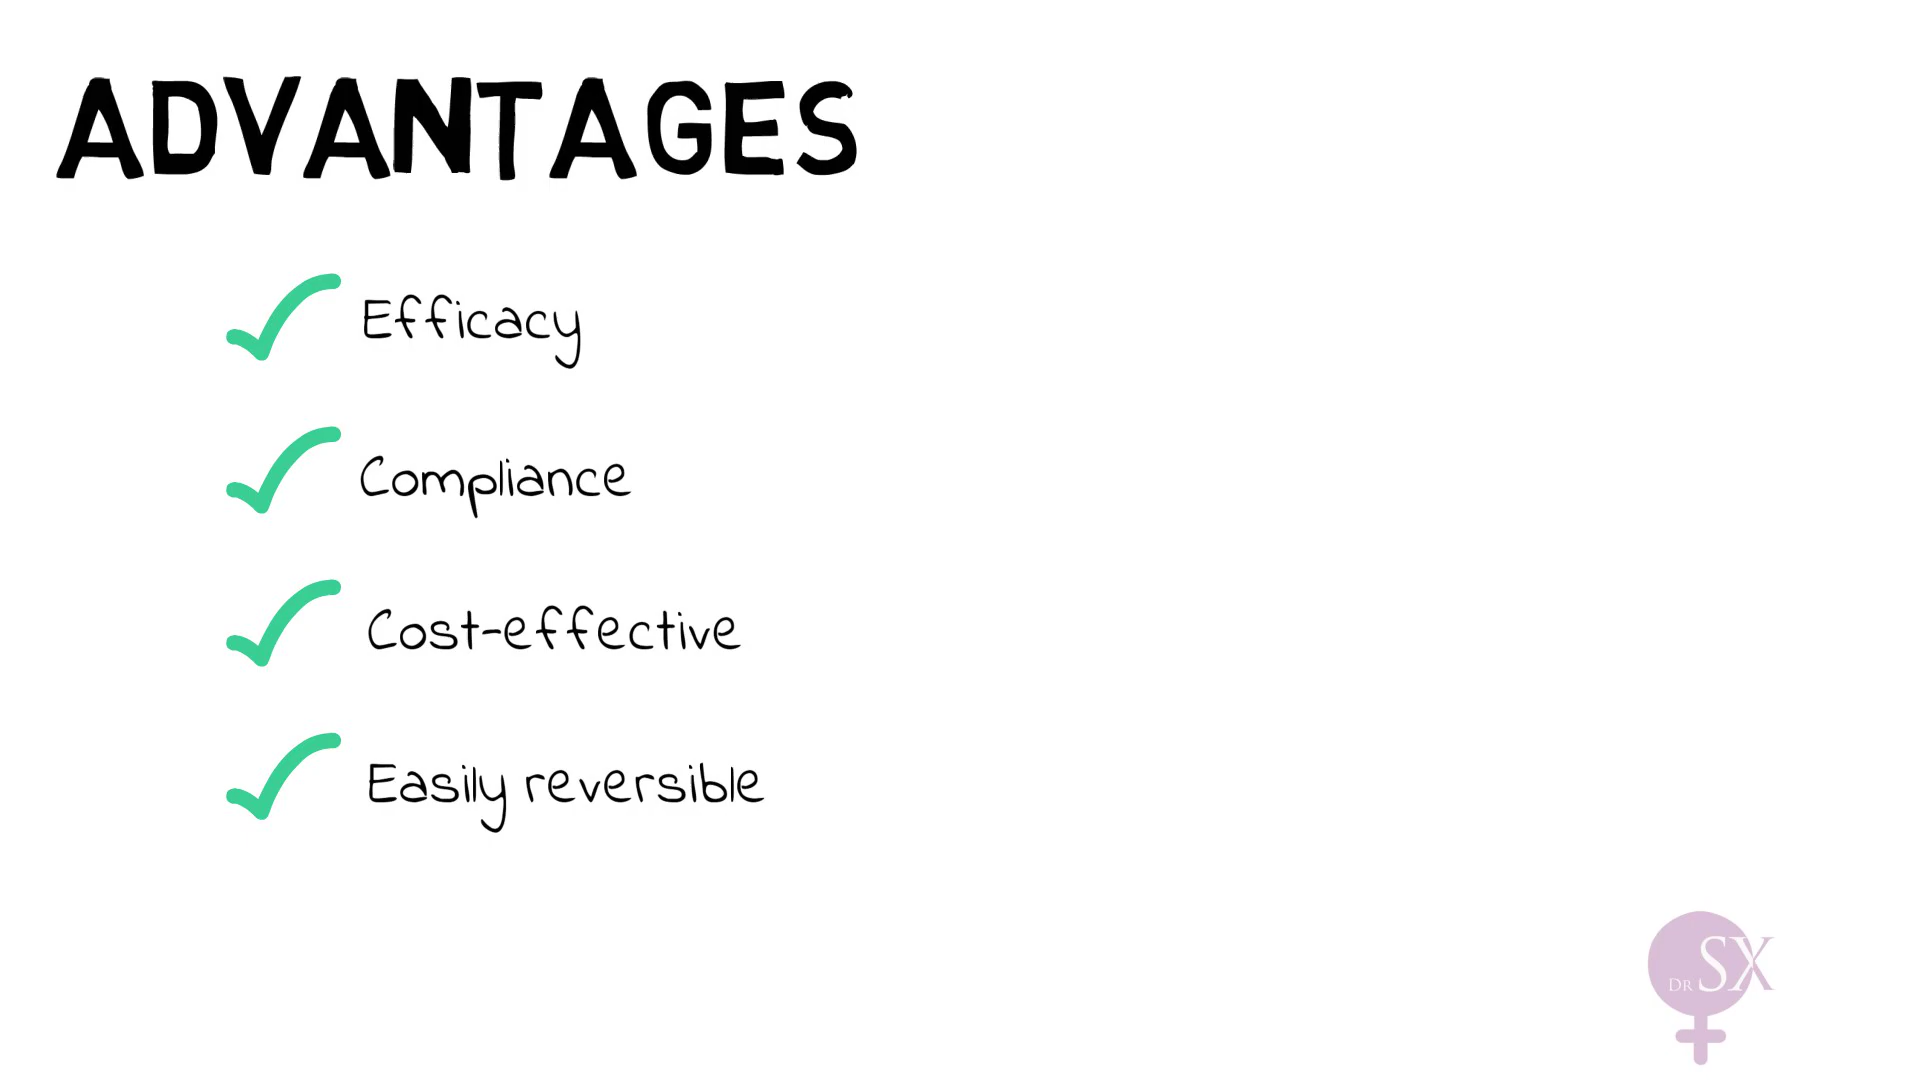 ADVANTAGES
Efficacy
Compliance
Cost-effective
Easily reversible
DR SX